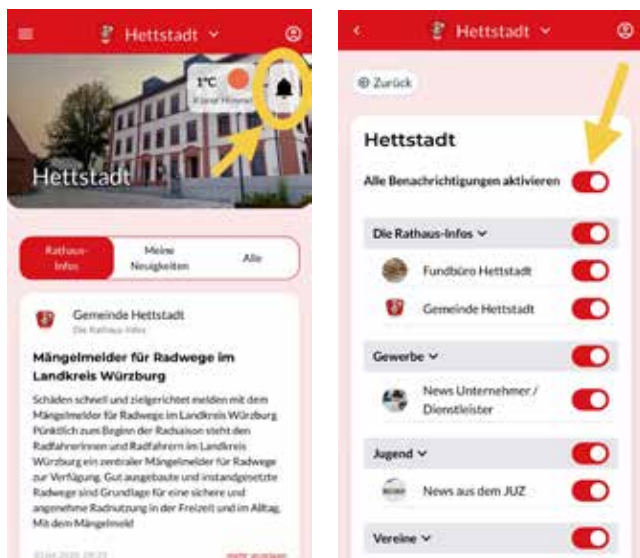 Hettstadt
1°C
Klarer Himmel
Hettstadt
Rathaus-
Infos
Meine
Neuigkeiten
Alle
Gemeinde Hettstadt
Die Rathaus-Infos
Mängelmelder für Radwege im
Landkreis Würzburg
Schäden schnell und zielgerichtet melden mit dem
Mängelmelder für Radwege im Landkreis Würzburg
Pünktlich zum Beginn der Radsaison steht den
Radfahrerinnen und Radfahrern im Landkreis
Würzburg ein zentraler Mängelmelder für Radwege
zur Verfügung. Gut ausgebaute und instandgesetzte
Radwege sind Grundlage für eine sichere und
angenehme Radnutzung in der Freizeit und im Alltag.
Mit dem Mängelmeld
mehr anzeigen
Hettstadt
Zurück
Hettstadt
Alle Benachrichtigungen aktivieren
Die Rathaus-Infos
Fundbüro Hettstadt
Gemeinde Hettstadt
Gewerbe
News Unternehmer /
Dienstleister
Jugend
News aus dem JUZ
Vereine